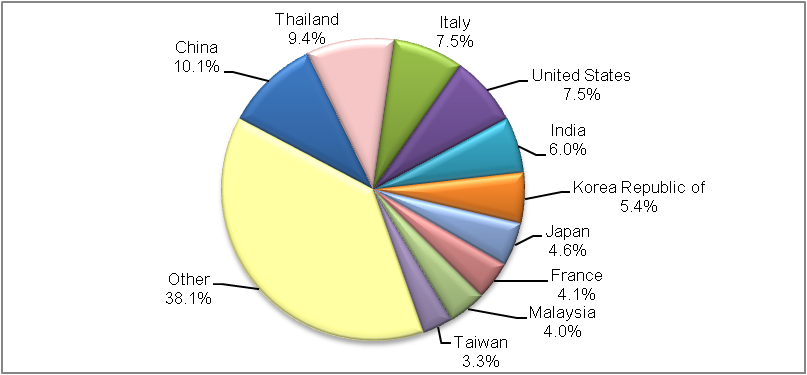 Thailand
9.4%
Italy
7.5%
China
10.1%
United States
7.5%
India
6.0%
Korea Republic of
5.4%
Japan
4.6%
France
4.1%
Malaysia
4.0%
Taiwan
3.3%
Other
38.1%